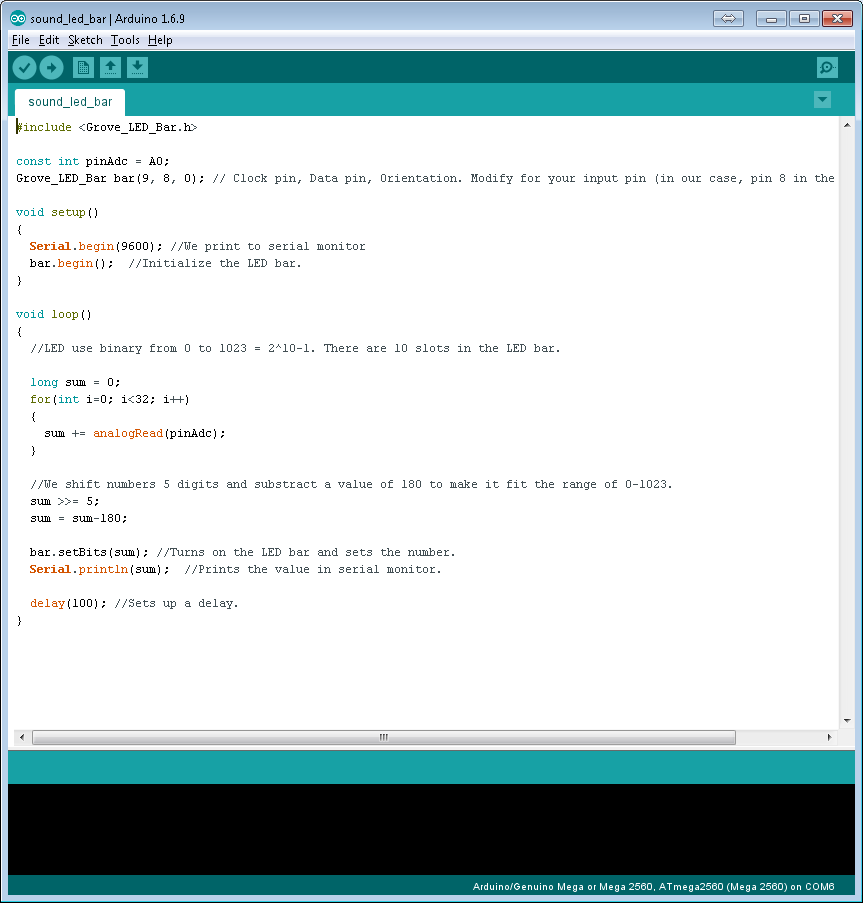 sound_led_bar | Arduino 1.6.9
File Edit Sketch Tools Help
sound_led_bar
#include <Grove_LED_Bar.h>
const int pinAdc = A0;
Grove_LED_Bar bar(9, 8, 0); // Clock pin, Data pin, Orientation. Modify for your input pin (in our case, pin 8 in the
void setup()
{
  Serial.begin(9600); //We print to serial monitor
  bar.begin();  //Initialize the LED bar.
}
void loop()
{
  //LED use binary from 0 to 1023 = 2^10-1. There are 10 slots in the LED bar.
  long sum = 0;
  for(int i=0; i<32; i++)
  {
    sum += analogRead(pinAdc);
  }
  //We shift numbers 5 digits and substract a value of 180 to make it fit the range of 0-1023.
  sum >>= 5;
  sum = sum-180;
  bar.setBits(sum); //Turns on the LED bar and sets the number.
  Serial.println(sum);  //Prints the value in serial monitor.
  delay(100); //Sets up a delay.
}
Arduino/Genuino Mega or Mega 2560, ATmega2560 (Mega 2560) on COM6